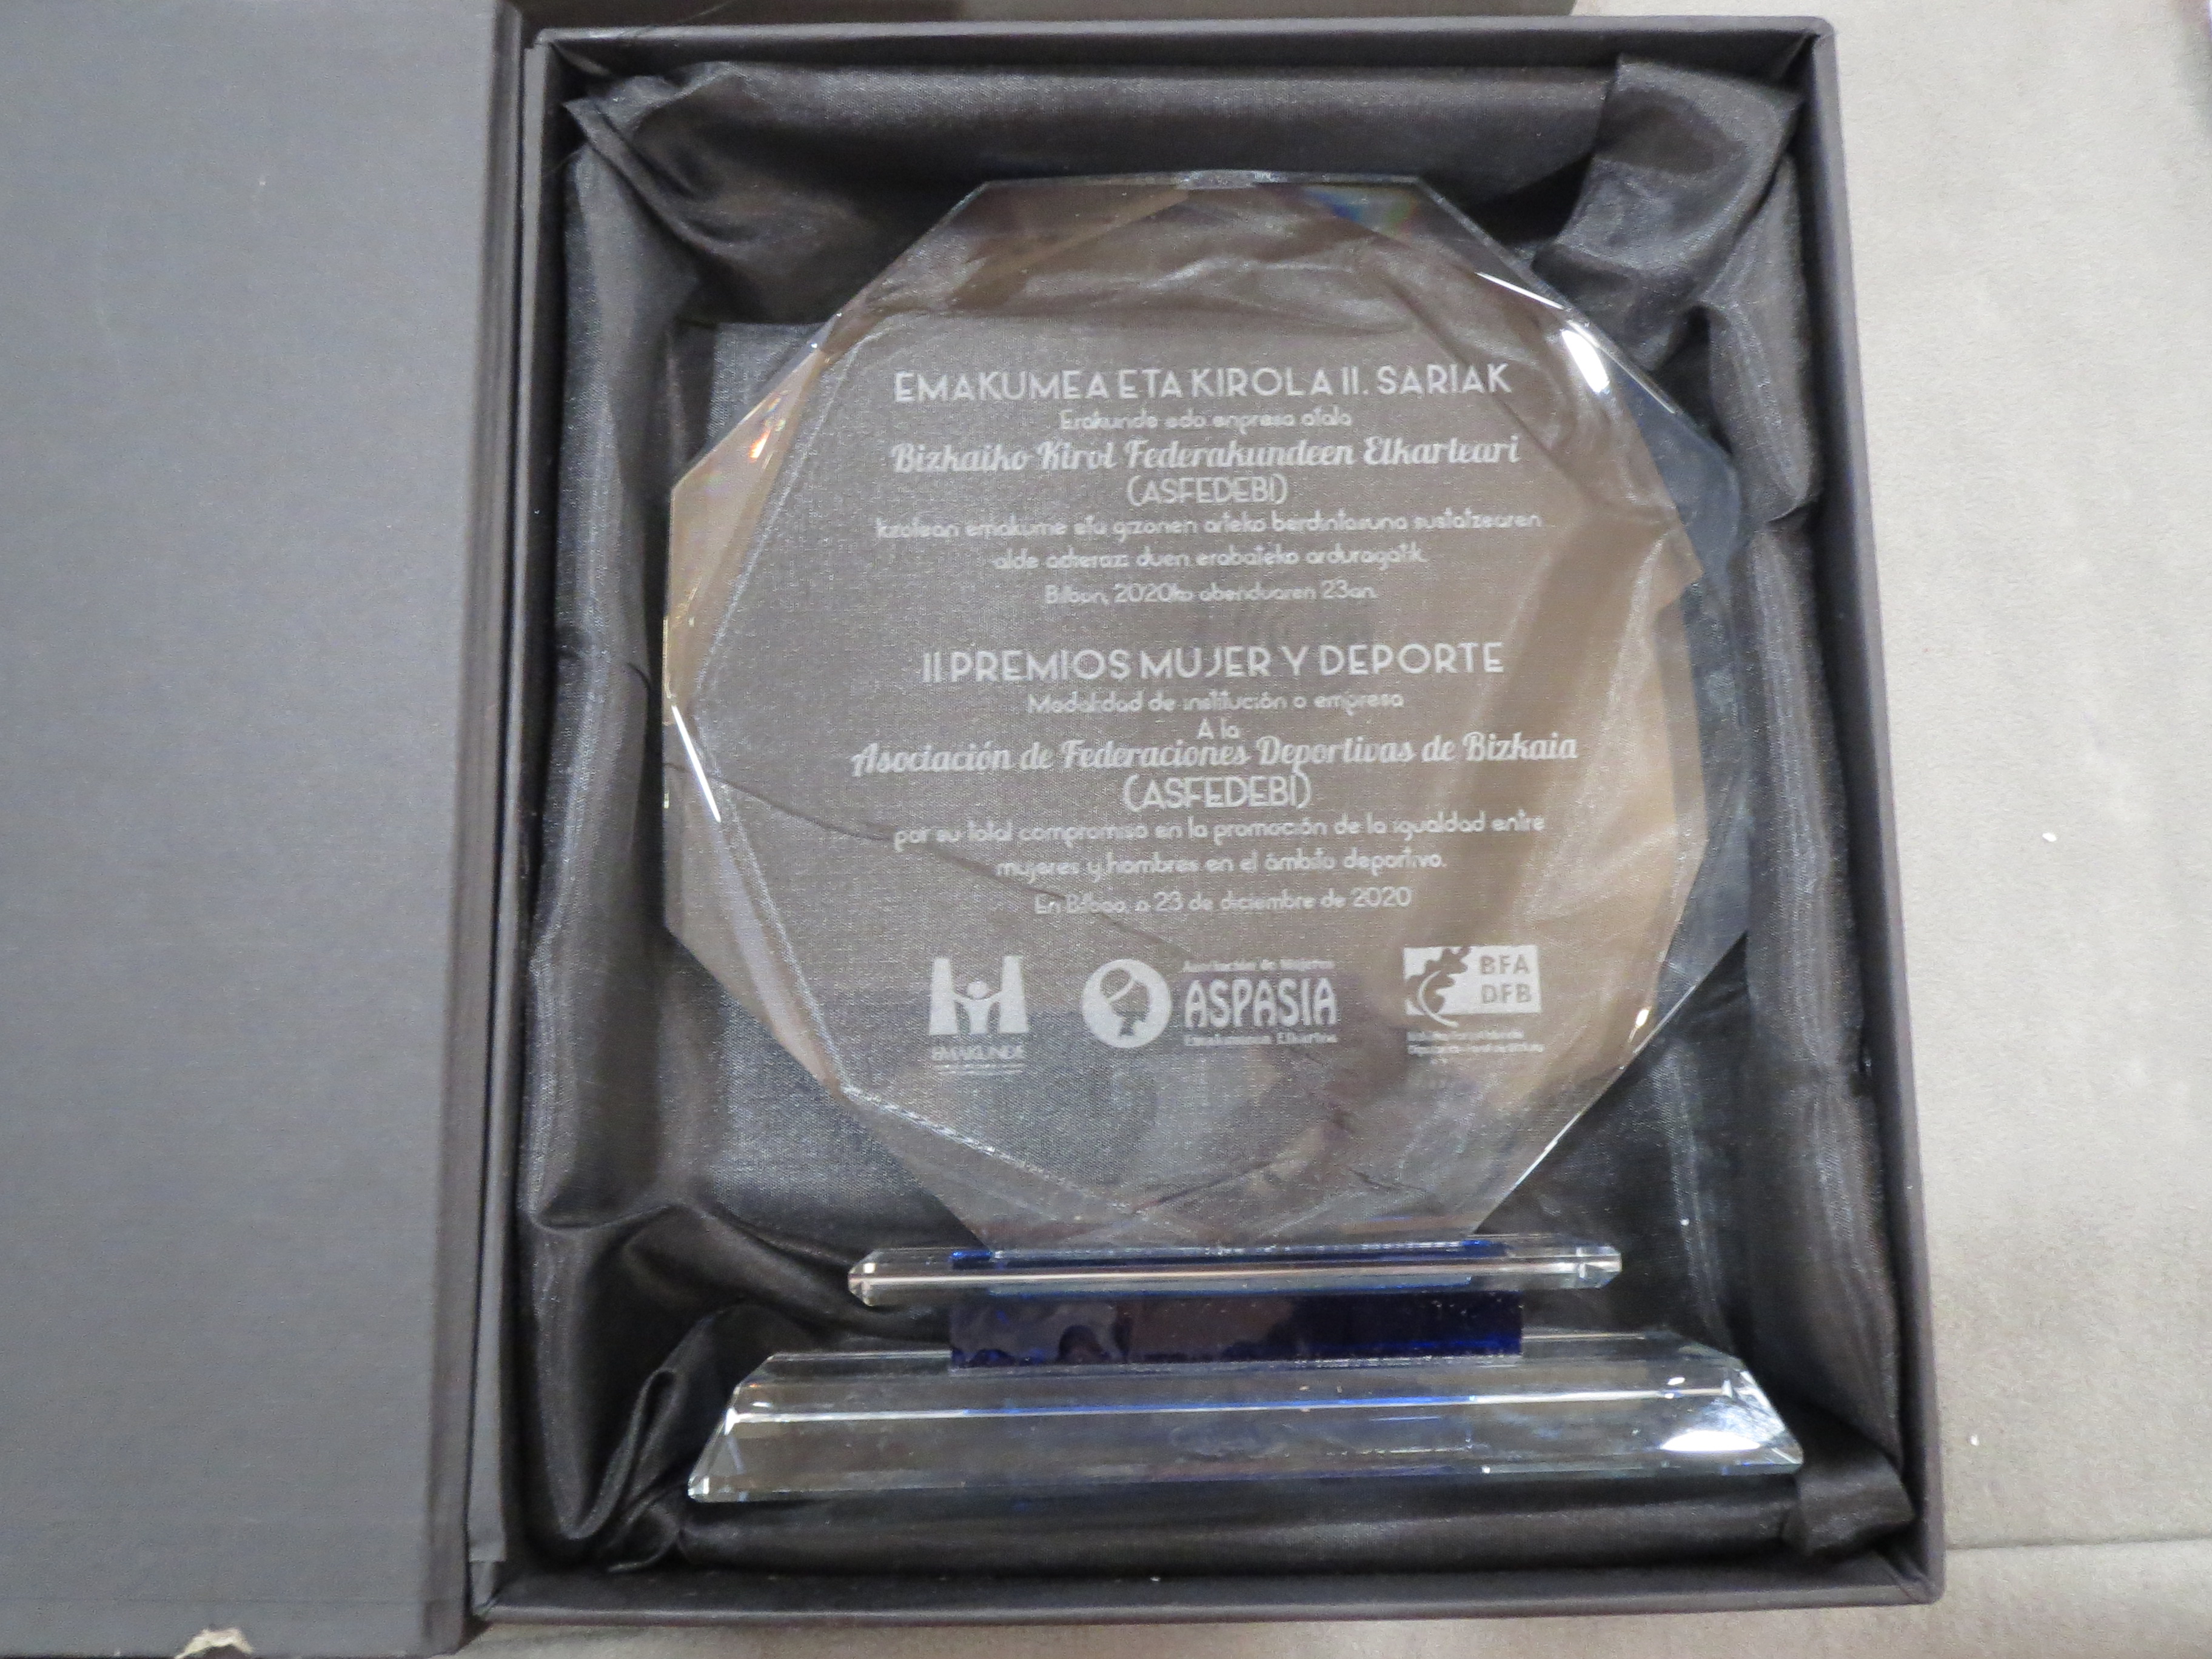 EMAKUMEA ETA KIROLA II. SARIAK
Erakunde edo enpresa atala
Bizkaiko Kirol Federakundeen Elkarteari
(ASFEDEBI)
kirolean emakume eta gizonen arteko berdintasuna sustatzearen
alde adierazi duen erabateko arduragatik.
Bilbon, 2020ko abenduaren 23an.
II PREMIOS MUJER Y DEPORTE
Modalidad de institución o empresa
A la
Asociación de Federaciones Deportivas de Bizkaia
(ASFEDEBI)
por su total compromiso en la promoción de la igualdad entre
mujeres y hombres en el ámbito deportivo.
En Bilbao, a 23 de diciembre de 2020
EMAKUNDE
Asociación de Mujeres
ASPASIA
Emakumeen Elkartea
BFA
DFB